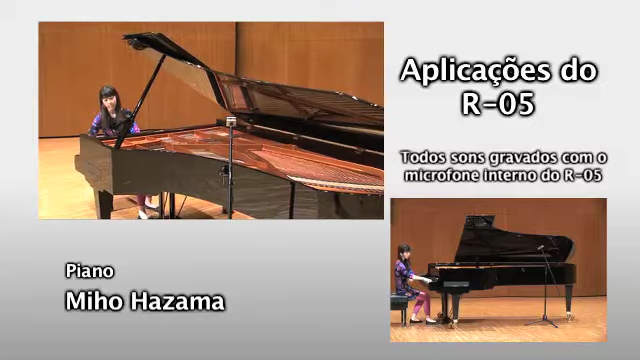 Aplicações do
R-05
Todos sons gravados com o
microfone interno do R-05
Piano
Miho Hazama